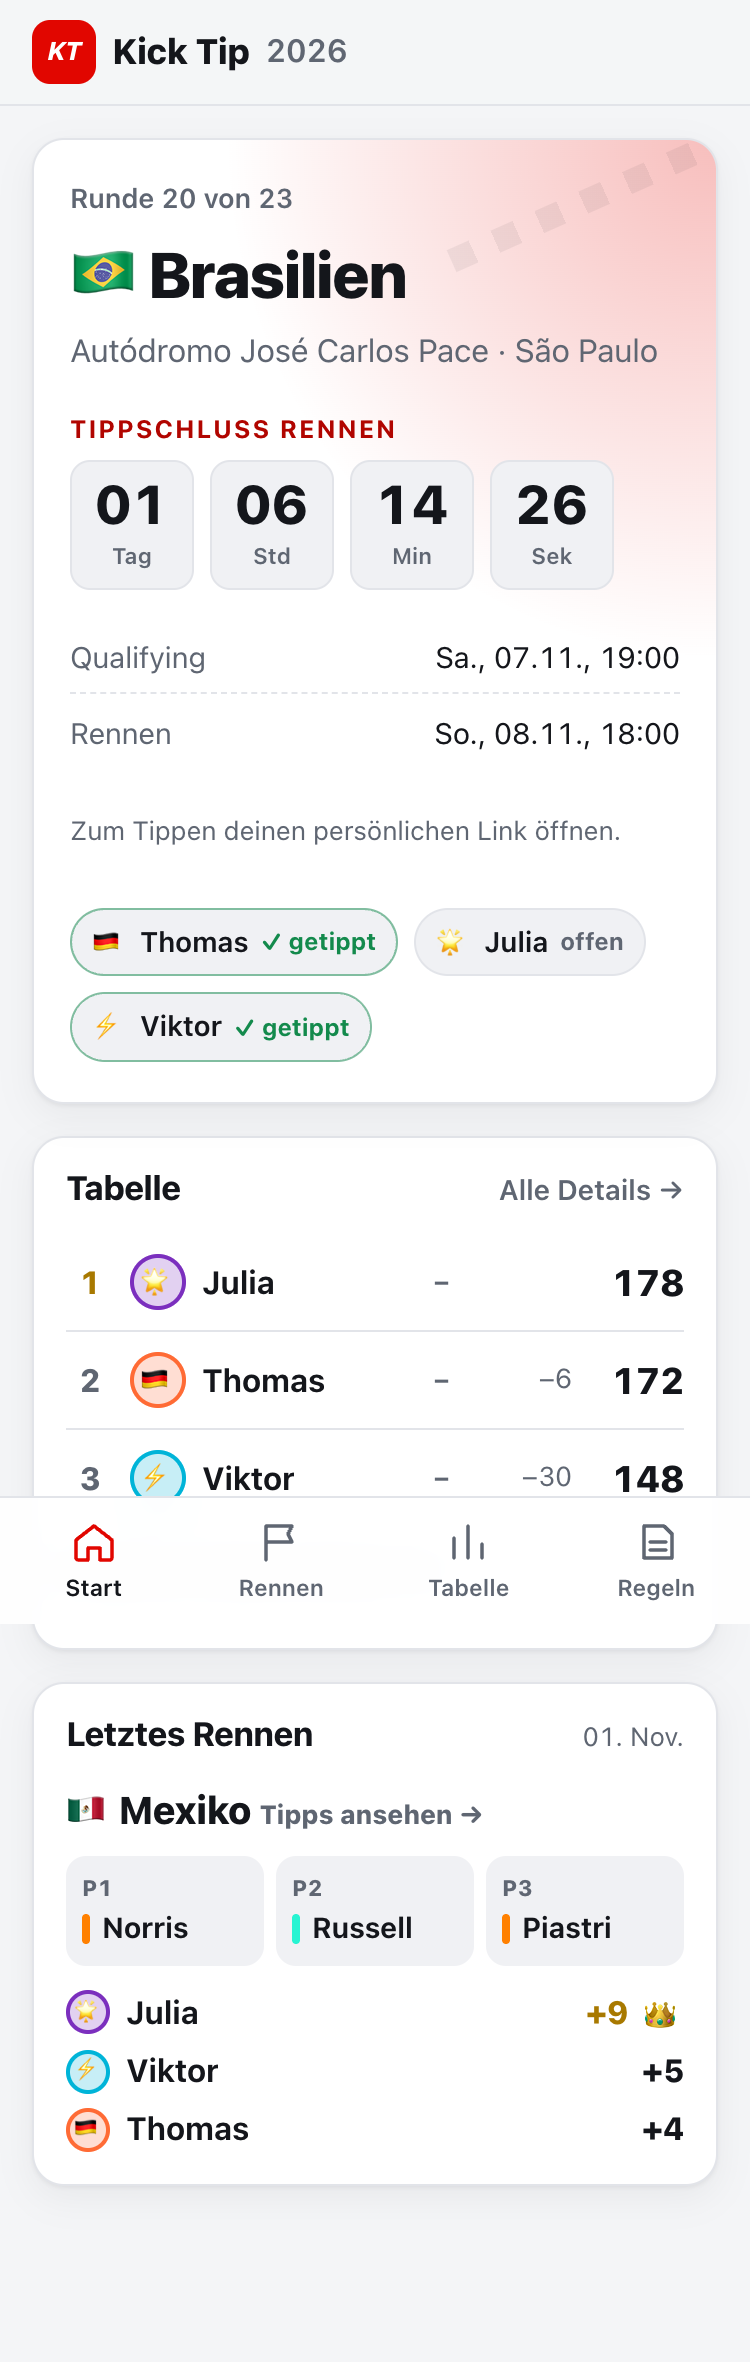 KT Kick Tip 2026
Runde 20 von 23
Brasilien
Autódromo José Carlos Pace · São Paulo
TIPPSCHLUSS RENNEN
01 06 14 26
Tag Std Min Sek
Qualifying Sa., 07.11., 19:00
Rennen So., 08.11., 18:00
Zum Tippen deinen persönlichen Link öffnen.
Thomas ✓ getippt Julia offen
Viktor ✓ getippt
Tabelle Alle Details →
1 Julia – 178
2 Thomas – −6 172
3 Viktor – −30 148
Start Rennen Tabelle Regeln
Letztes Rennen 01. Nov.
Mexiko Tipps ansehen →
P1 P2 P3
Norris Russell Piastri
Julia +9
Viktor +5
Thomas +4